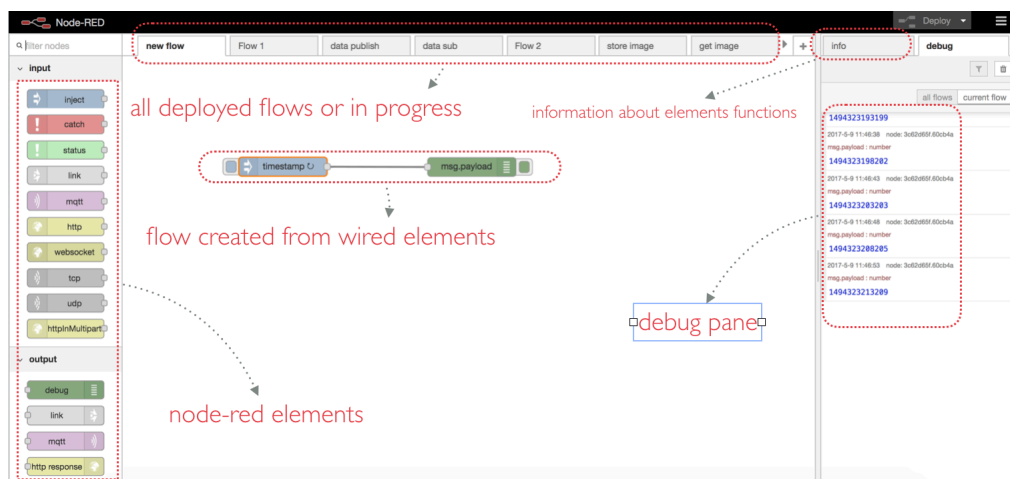 Node-RED
Deploy
filter nodes
new flow
Flow 1
data publish
data sub
Flow 2
store image
get image
+
info
debug
input
inject
catch
status
link
mqtt
http
websocket
tcp
udp
httpInMultipart
output
debug
link
mqtt
http response
all deployed flows or in progress
information about elements functions
timestamp ↻
msg.payload
flow created from wired elements
debug pane
node-red elements
all flows
current flow
1494323193199
2017-5-9 11:46:38 node: 3c62d65f.60cb4a
msg.payload : number
1494323198202
2017-5-9 11:46:43 node: 3c62d65f.60cb4a
msg.payload : number
1494323203203
2017-5-9 11:46:48 node: 3c62d65f.60cb4a
msg.payload : number
1494323208205
2017-5-9 11:46:53 node: 3c62d65f.60cb4a
msg.payload : number
1494323213209